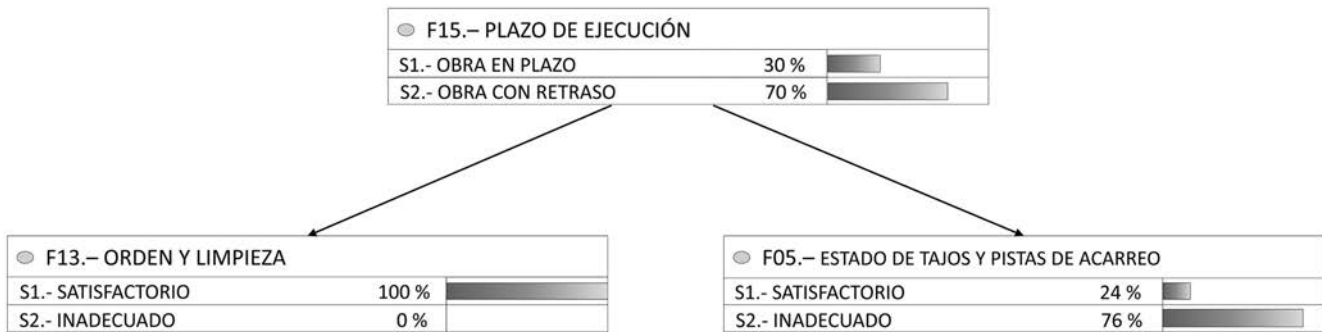 F15.– PLAZO DE EJECUCIÓN
S1.- OBRA EN PLAZO 30 %
S2.- OBRA CON RETRASO 70 %
F13.– ORDEN Y LIMPIEZA
S1.- SATISFACTORIO 100 %
S2.- INADECUADO 0 %
F05.– ESTADO DE TAJOS Y PISTAS DE ACARREO
S1.- SATISFACTORIO 24 %
S2.- INADECUADO 76 %